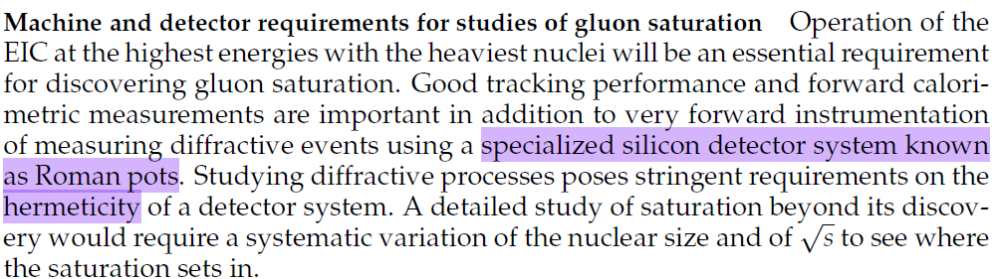 Machine and detector requirements for studies of gluon saturation Operation of the
EIC at the highest energies with the heaviest nuclei will be an essential requirement
for discovering gluon saturation. Good tracking performance and forward calori-
metric measurements are important in addition to very forward instrumentation
of measuring diffractive events using a specialized silicon detector system known
as Roman pots. Studying diffractive processes poses stringent requirements on the
hermeticity of a detector system. A detailed study of saturation beyond its discov-
ery would require a systematic variation of the nuclear size and of √s to see where
the saturation sets in.